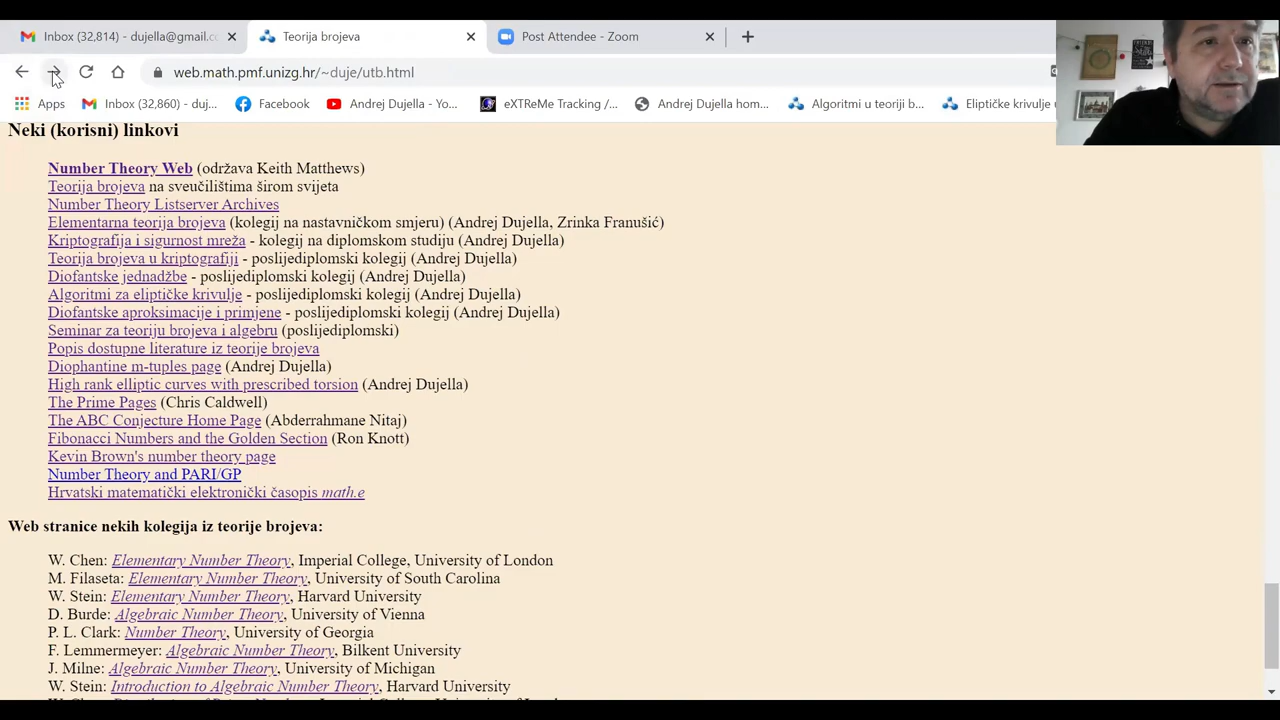 Inbox (32,814) - dujella@gmail.c
Teorija brojeva
Post Attendee - Zoom
web.math.pmf.unizg.hr/~duje/utb.html
Apps
Inbox (32,860) - duj...
Facebook
Andrej Dujella - Yo...
eXTReMe Tracking /...
Andrej Dujella hom...
Algoritmi u teoriji b...
Eliptičke krivulje u
Neki (korisni) linkovi
Number Theory Web (održava Keith Matthews)
Teorija brojeva na sveučilištima širom svijeta
Number Theory Listserver Archives
Elementarna teorija brojeva (kolegij na nastavničkom smjeru) (Andrej Dujella, Zrinka Franušić)
Kriptografija i sigurnost mreža - kolegij na diplomskom studiju (Andrej Dujella)
Teorija brojeva u kriptografiji - poslijediplomski kolegij (Andrej Dujella)
Diofantske jednadžbe - poslijediplomski kolegij (Andrej Dujella)
Algoritmi za eliptičke krivulje - poslijediplomski kolegij (Andrej Dujella)
Diofantske aproksimacije i primjene - poslijediplomski kolegij (Andrej Dujella)
Seminar za teoriju brojeva i algebru (poslijediplomski)
Popis dostupne literature iz teorije brojeva
Diophantine m-tuples page (Andrej Dujella)
High rank elliptic curves with prescribed torsion (Andrej Dujella)
The Prime Pages (Chris Caldwell)
The ABC Conjecture Home Page (Abderrahmane Nitaj)
Fibonacci Numbers and the Golden Section (Ron Knott)
Kevin Brown's number theory page
Number Theory and PARI/GP
Hrvatski matematički elektronički časopis math.e
Web stranice nekih kolegija iz teorije brojeva:
W. Chen: Elementary Number Theory, Imperial College, University of London
M. Filaseta: Elementary Number Theory, University of South Carolina
W. Stein: Elementary Number Theory, Harvard University
D. Burde: Algebraic Number Theory, University of Vienna
P. L. Clark: Number Theory, University of Georgia
F. Lemmermeyer: Algebraic Number Theory, Bilkent University
J. Milne: Algebraic Number Theory, University of Michigan
W. Stein: Introduction to Algebraic Number Theory, Harvard University